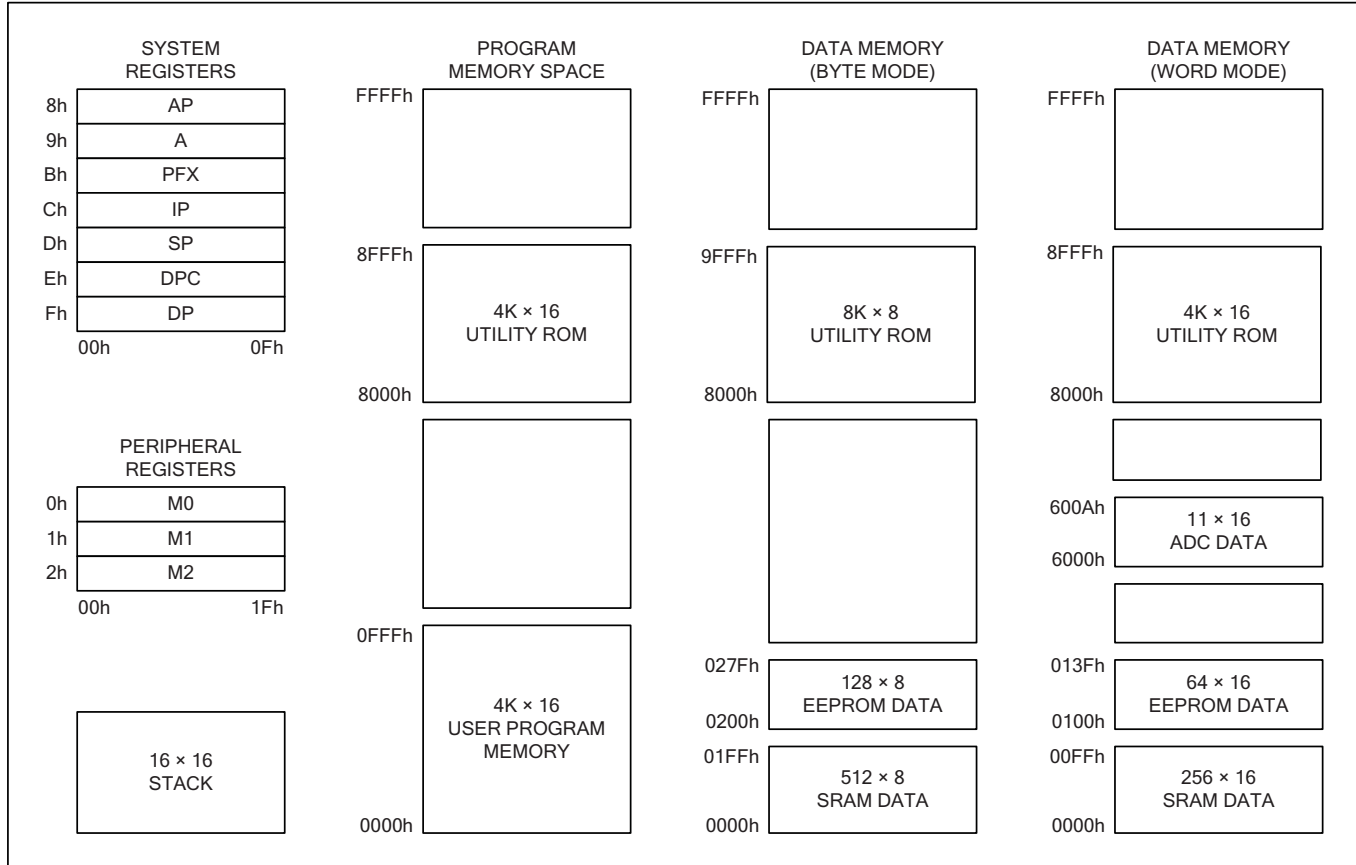 SYSTEM
REGISTERS
8h AP
9h A
Bh PFX
Ch IP
Dh SP
Eh DPC
Fh DP
00h 0Fh
PERIPHERAL
REGISTERS
0h M0
1h M1
2h M2
00h 1Fh
16 × 16
STACK
PROGRAM
MEMORY SPACE
FFFFh
8FFFh
4K × 16
UTILITY ROM
8000h
0FFFh
4K × 16
USER PROGRAM
MEMORY
0000h
DATA MEMORY
(BYTE MODE)
FFFFh
9FFFh
8K × 8
UTILITY ROM
8000h
027Fh
128 × 8
EEPROM DATA
0200h
01FFh
512 × 8
SRAM DATA
0000h
DATA MEMORY
(WORD MODE)
FFFFh
8FFFh
4K × 16
UTILITY ROM
8000h
600Ah
11 × 16
ADC DATA
6000h
013Fh
64 × 16
EEPROM DATA
0100h
00FFh
256 × 16
SRAM DATA
0000h